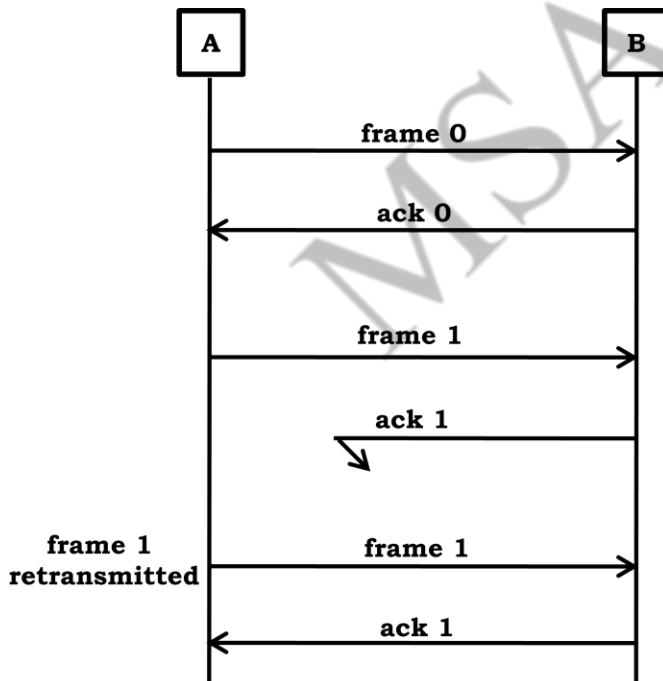 A
B
MSA
frame 0
ack 0
frame 1
ack 1
frame 1
retransmitted
frame 1
ack 1